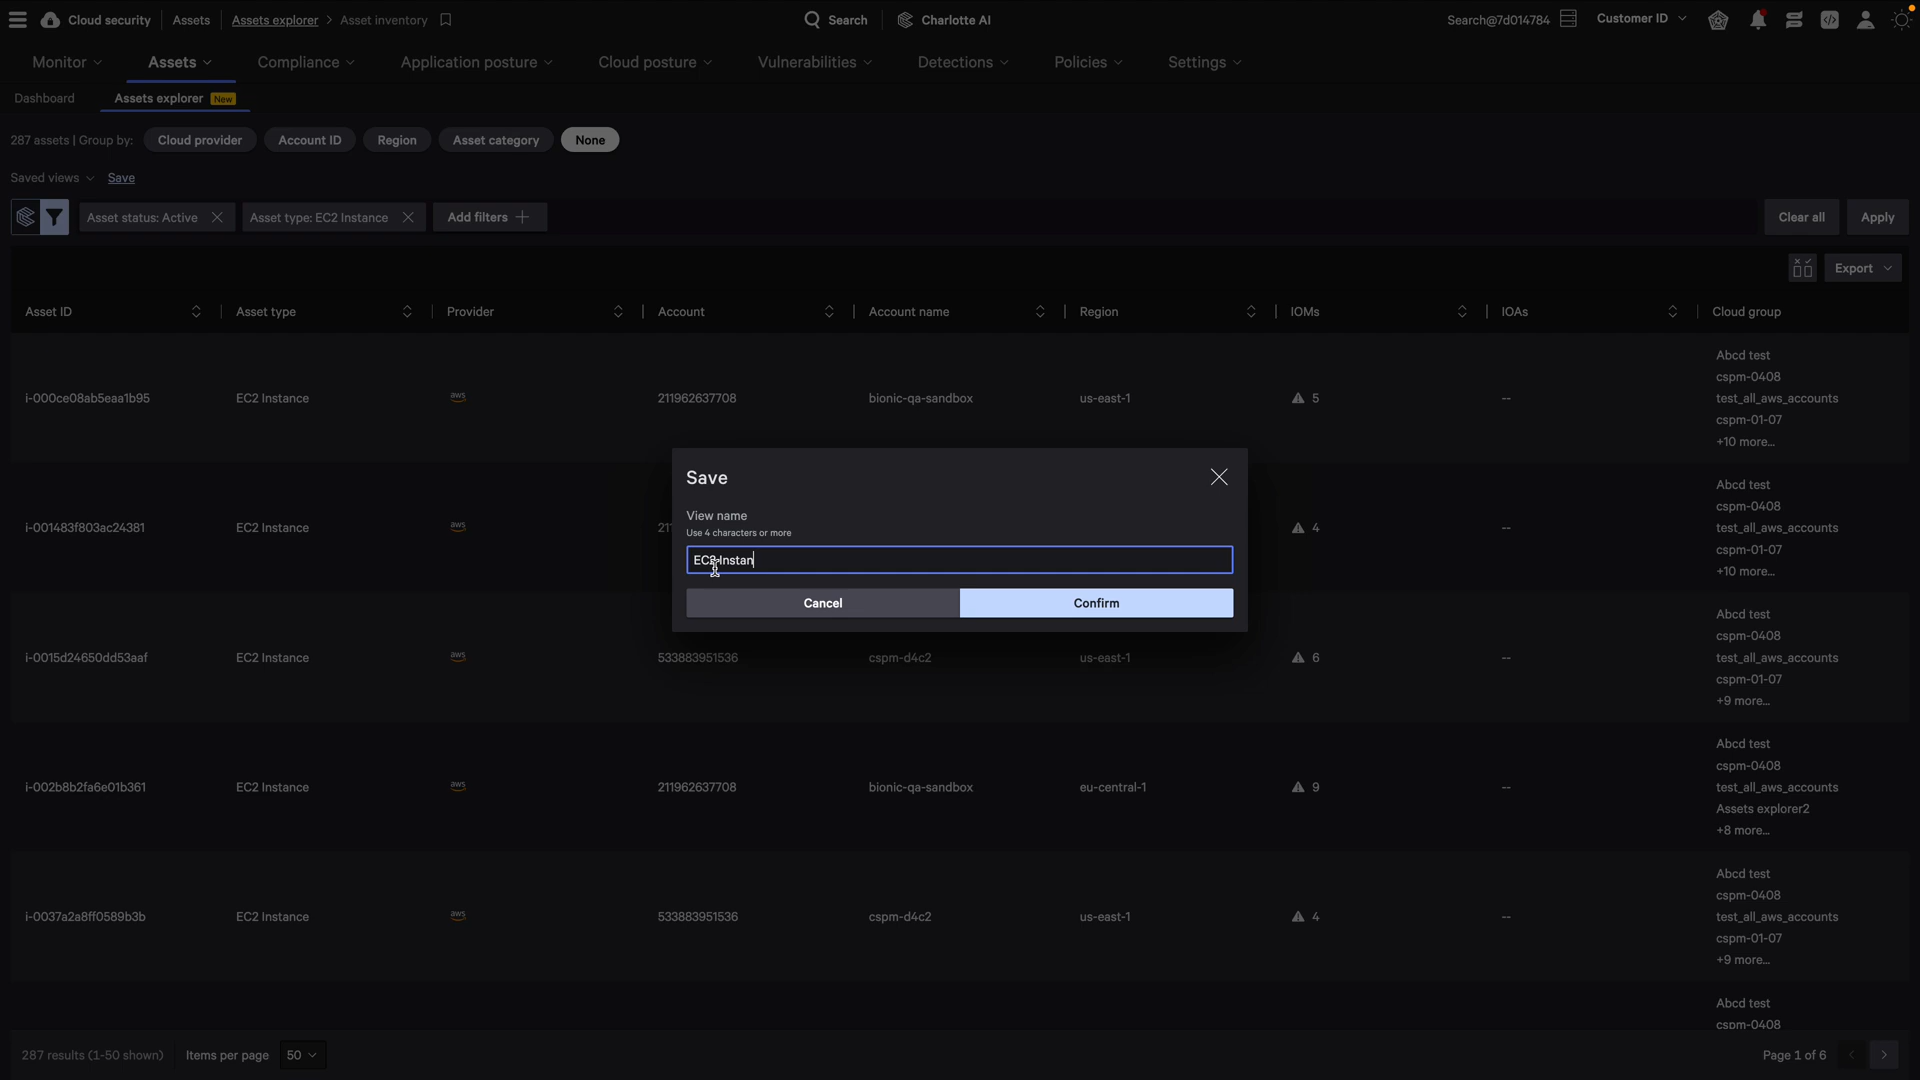 Cloud security Assets Assets explorer > Asset inventory Search Charlotte AI Search@7d014784 Customer ID
Monitor Assets Compliance Application posture Cloud posture Vulnerabilities Detections Policies Settings
Dashboard Assets explorer New
287 assets | Group by: Cloud provider Account ID Region Asset category None
Saved views Save
Asset status: Active Asset type: EC2 Instance Add filters Clear all Apply
Export
Asset ID Asset type Provider Account Account name Region IOMs IOAs Cloud group
Abcd test
cspm-0408
i-000ce08ab5eaa1b95 EC2 Instance aws 211962637708 bionic-qa-sandbox us-east-1 5 -- test_all_aws_accounts
cspm-01-07
+10 more...
Save
View name
Use 4 characters or more
Instan
Cancel Confirm
Abcd test
cspm-0408
i-001483f803ac24381 EC2 Instance aws 4 -- test_all_aws_accounts
cspm-01-07
+10 more...
Abcd test
cspm-0408
i-0015d24650dd53aaf EC2 Instance aws 533883951536 cspm-d4c2 us-east-1 6 -- test_all_aws_accounts
cspm-01-07
+9 more...
Abcd test
cspm-0408
i-002b8b2fa6e01b361 EC2 Instance aws 211962637708 bionic-qa-sandbox eu-central-1 9 -- test_all_aws_accounts
Assets explorer2
+8 more...
Abcd test
cspm-0408
i-0037a2a8ff0589b3b EC2 Instance aws 533883951536 cspm-d4c2 us-east-1 4 -- test_all_aws_accounts
cspm-01-07
+9 more...
Abcd test
cspm-0408
287 results (1-50 shown) Items per page 50 Page 1 of 6